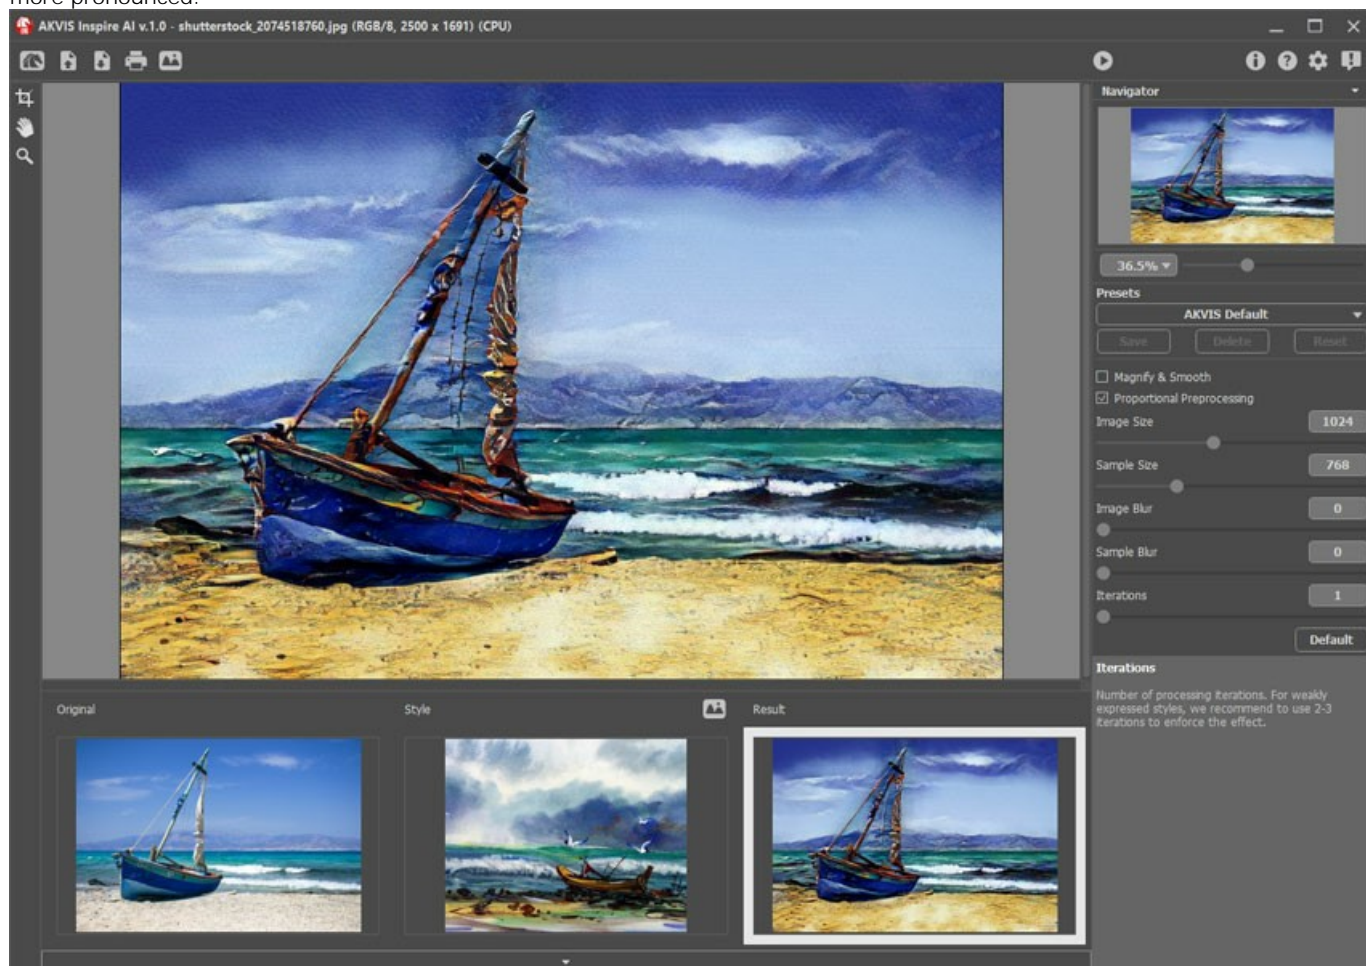 more pronounced.
AKVIS Inspire AI v.1.0 - shutterstock_2074518760.jpg (RGB/8, 2500 x 1691) (CPU)
Navigator
36.5%
Presets
AKVIS Default
Save Delete Reset
Magnify & Smooth
Proportional Preprocessing
Image Size 1024
Sample Size 768
Image Blur 0
Sample Blur 0
Iterations 1
Default
Iterations
Number of processing iterations. For weakly
expressed styles, we recommend to use 2-3
iterations to enforce the effect.
Original Style Result